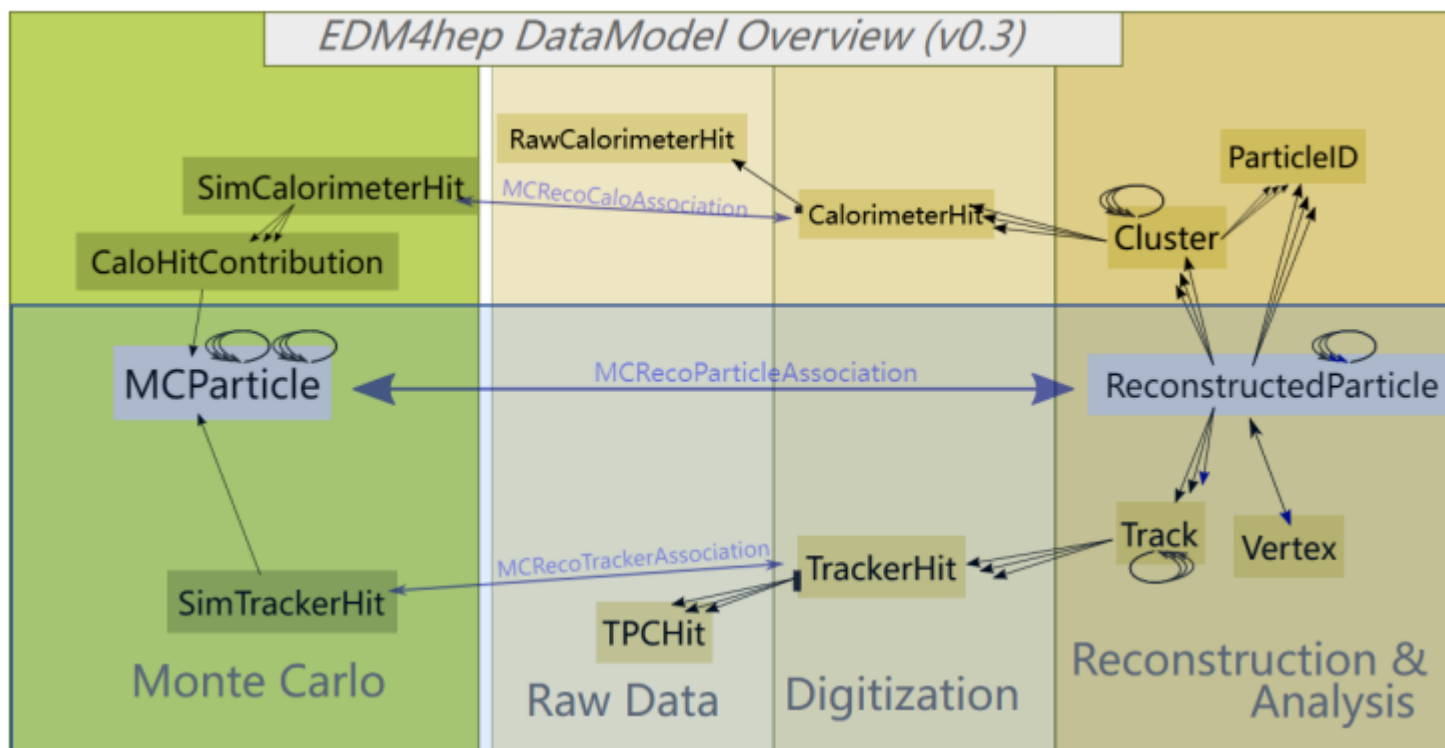 EDM4hep DataModel Overview (v0.3)
RawCalorimeterHit
ParticleID
SimCalorimeterHit
MCRecoCaloAssociation
CalorimeterHit
Cluster
CaloHitContribution
MCParticle
MCRecoParticleAssociation
ReconstructedParticle
Track
Vertex
MCRecoTrackerAssociation
TrackerHit
SimTrackerHit
TPCHit
Monte Carlo
Raw Data
Digitization
Reconstruction &
Analysis